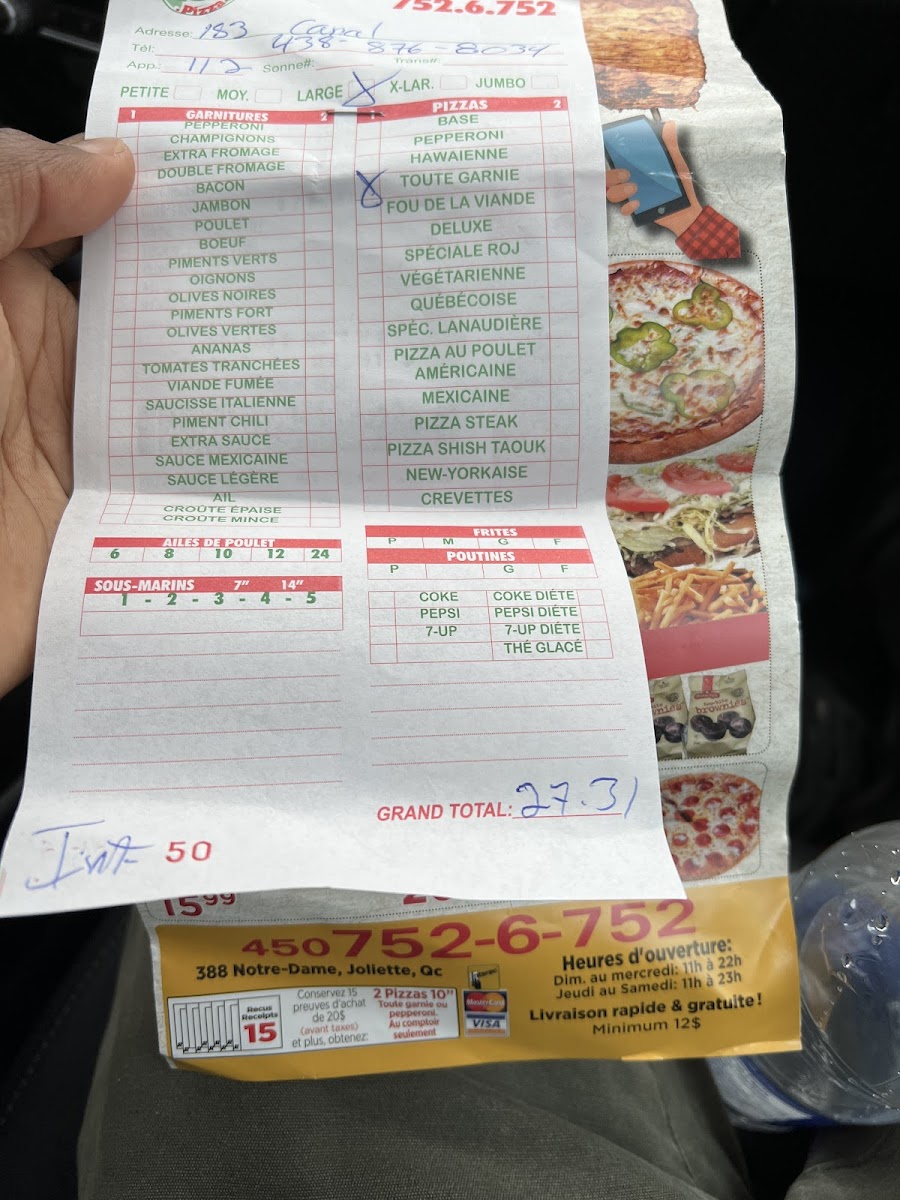 PIZZA
752.6.752
Adresse: 183 Canal
Tél: 438-876-8034
App.: 112 Sonne#: Trans#:
PETITE MOY. LARGE X X-LAR. JUMBO
1 GARNITURES 2
PEPPERONI
CHAMPIGNONS
EXTRA FROMAGE
DOUBLE FROMAGE
BACON
JAMBON
POULET
BOEUF
PIMENTS VERTS
OIGNONS
OLIVES NOIRES
PIMENTS FORT
OLIVES VERTES
ANANAS
TOMATES TRANCHÉES
VIANDE FUMÉE
SAUCISSE ITALIENNE
PIMENT CHILI
EXTRA SAUCE
SAUCE MEXICAINE
SAUCE LÉGÈRE
AIL
CROÛTE ÉPAISE
CROÛTE MINCE
1 PIZZAS 2
BASE
PEPPERONI
HAWAIENNE
X TOUTE GARNIE
FOU DE LA VIANDE
DELUXE
SPÉCIALE ROJ
VÉGÉTARIENNE
QUÉBÉCOISE
SPÉC. LANAUDIÈRE
PIZZA AU POULET
AMÉRICAINE
MEXICAINE
PIZZA STEAK
PIZZA SHISH TAOUK
NEW-YORKAISE
CREVETTES
AILES DE POULET
6 8 10 12 24
SOUS-MARINS 7" 14"
1 - 2 - 3 - 4 - 5
FRITES
P M G F
POUTINES
P G F
COKE COKE DIÉTE
PEPSI PEPSI DIÉTE
7-UP 7-UP DIÉTE
THÉ GLACÉ
GRAND TOTAL: 27.31
Int 50
brownies
15 99
450 752-6-752
388 Notre-Dame, Joliette, Qc
Heures d'ouverture:
Dim. au mercredi: 11h à 22h
Jeudi au Samedi: 11h à 23h
Livraison rapide & gratuite!
Minimum 12$
Recus
Receipts
15
Conservez 15
preuves d'achat
de 20$
(avant taxes)
et plus, obtenez:
2 Pizzas 10"
Toute garnie ou
pepperoni.
Au comptoir
seulement
MasterCard
VISA